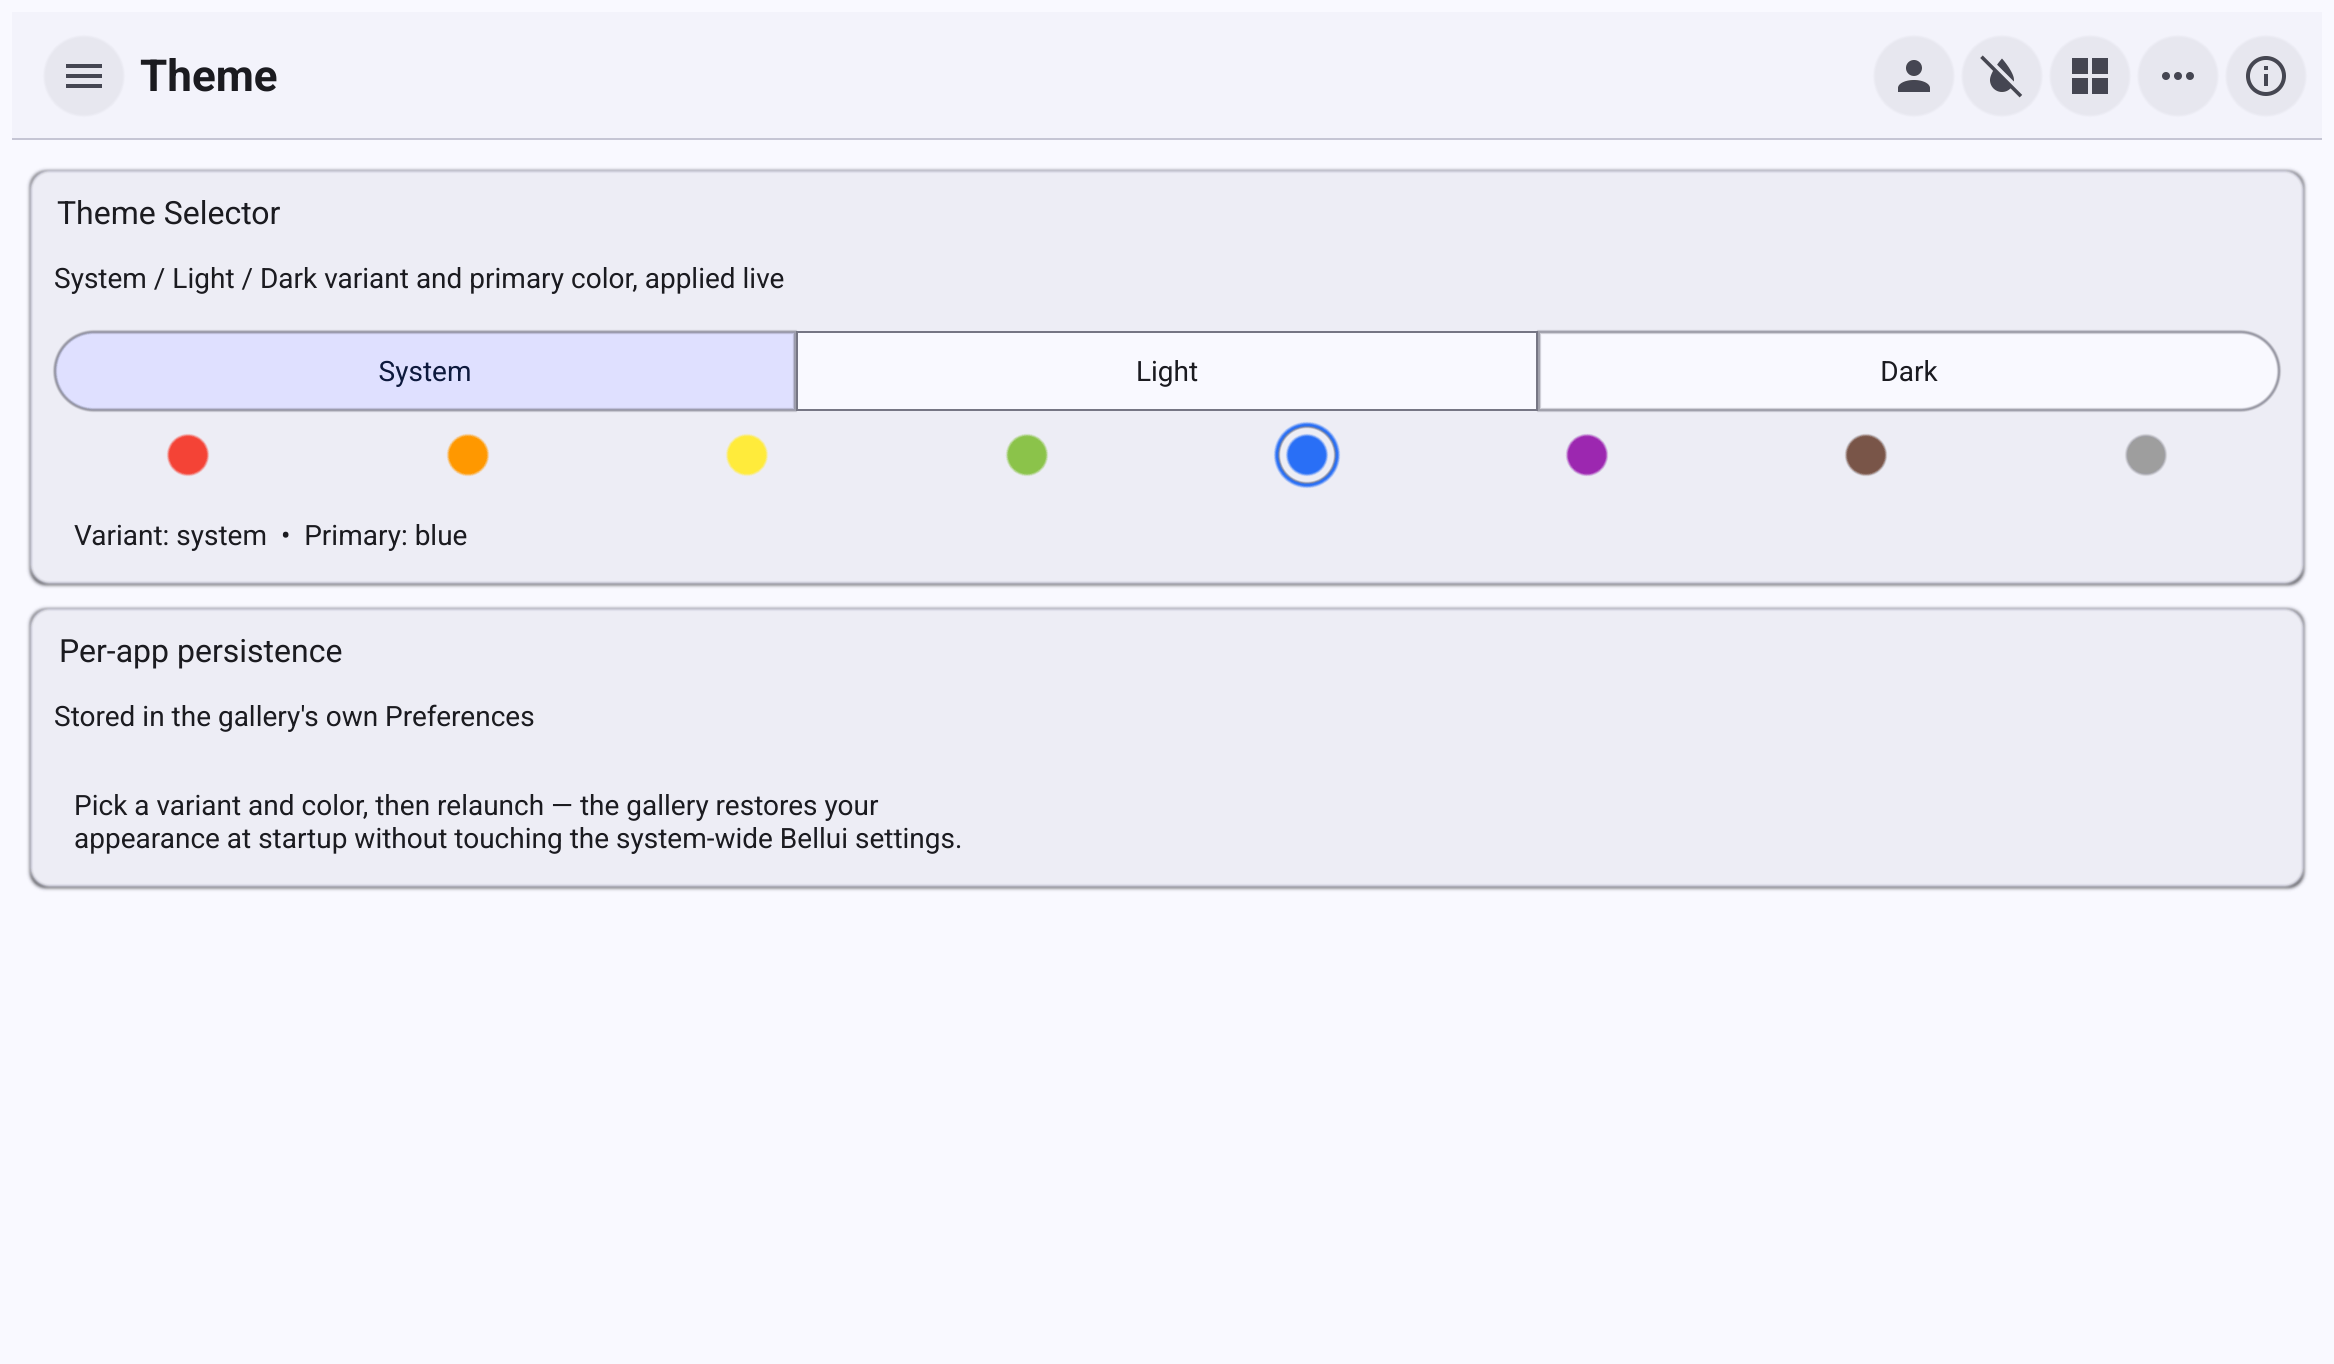 Theme
Theme Selector
System / Light / Dark variant and primary color, applied live
System
Light
Dark
Variant: system • Primary: blue
Per-app persistence
Stored in the gallery's own Preferences
Pick a variant and color, then relaunch — the gallery restores your
appearance at startup without touching the system-wide Bellui settings.